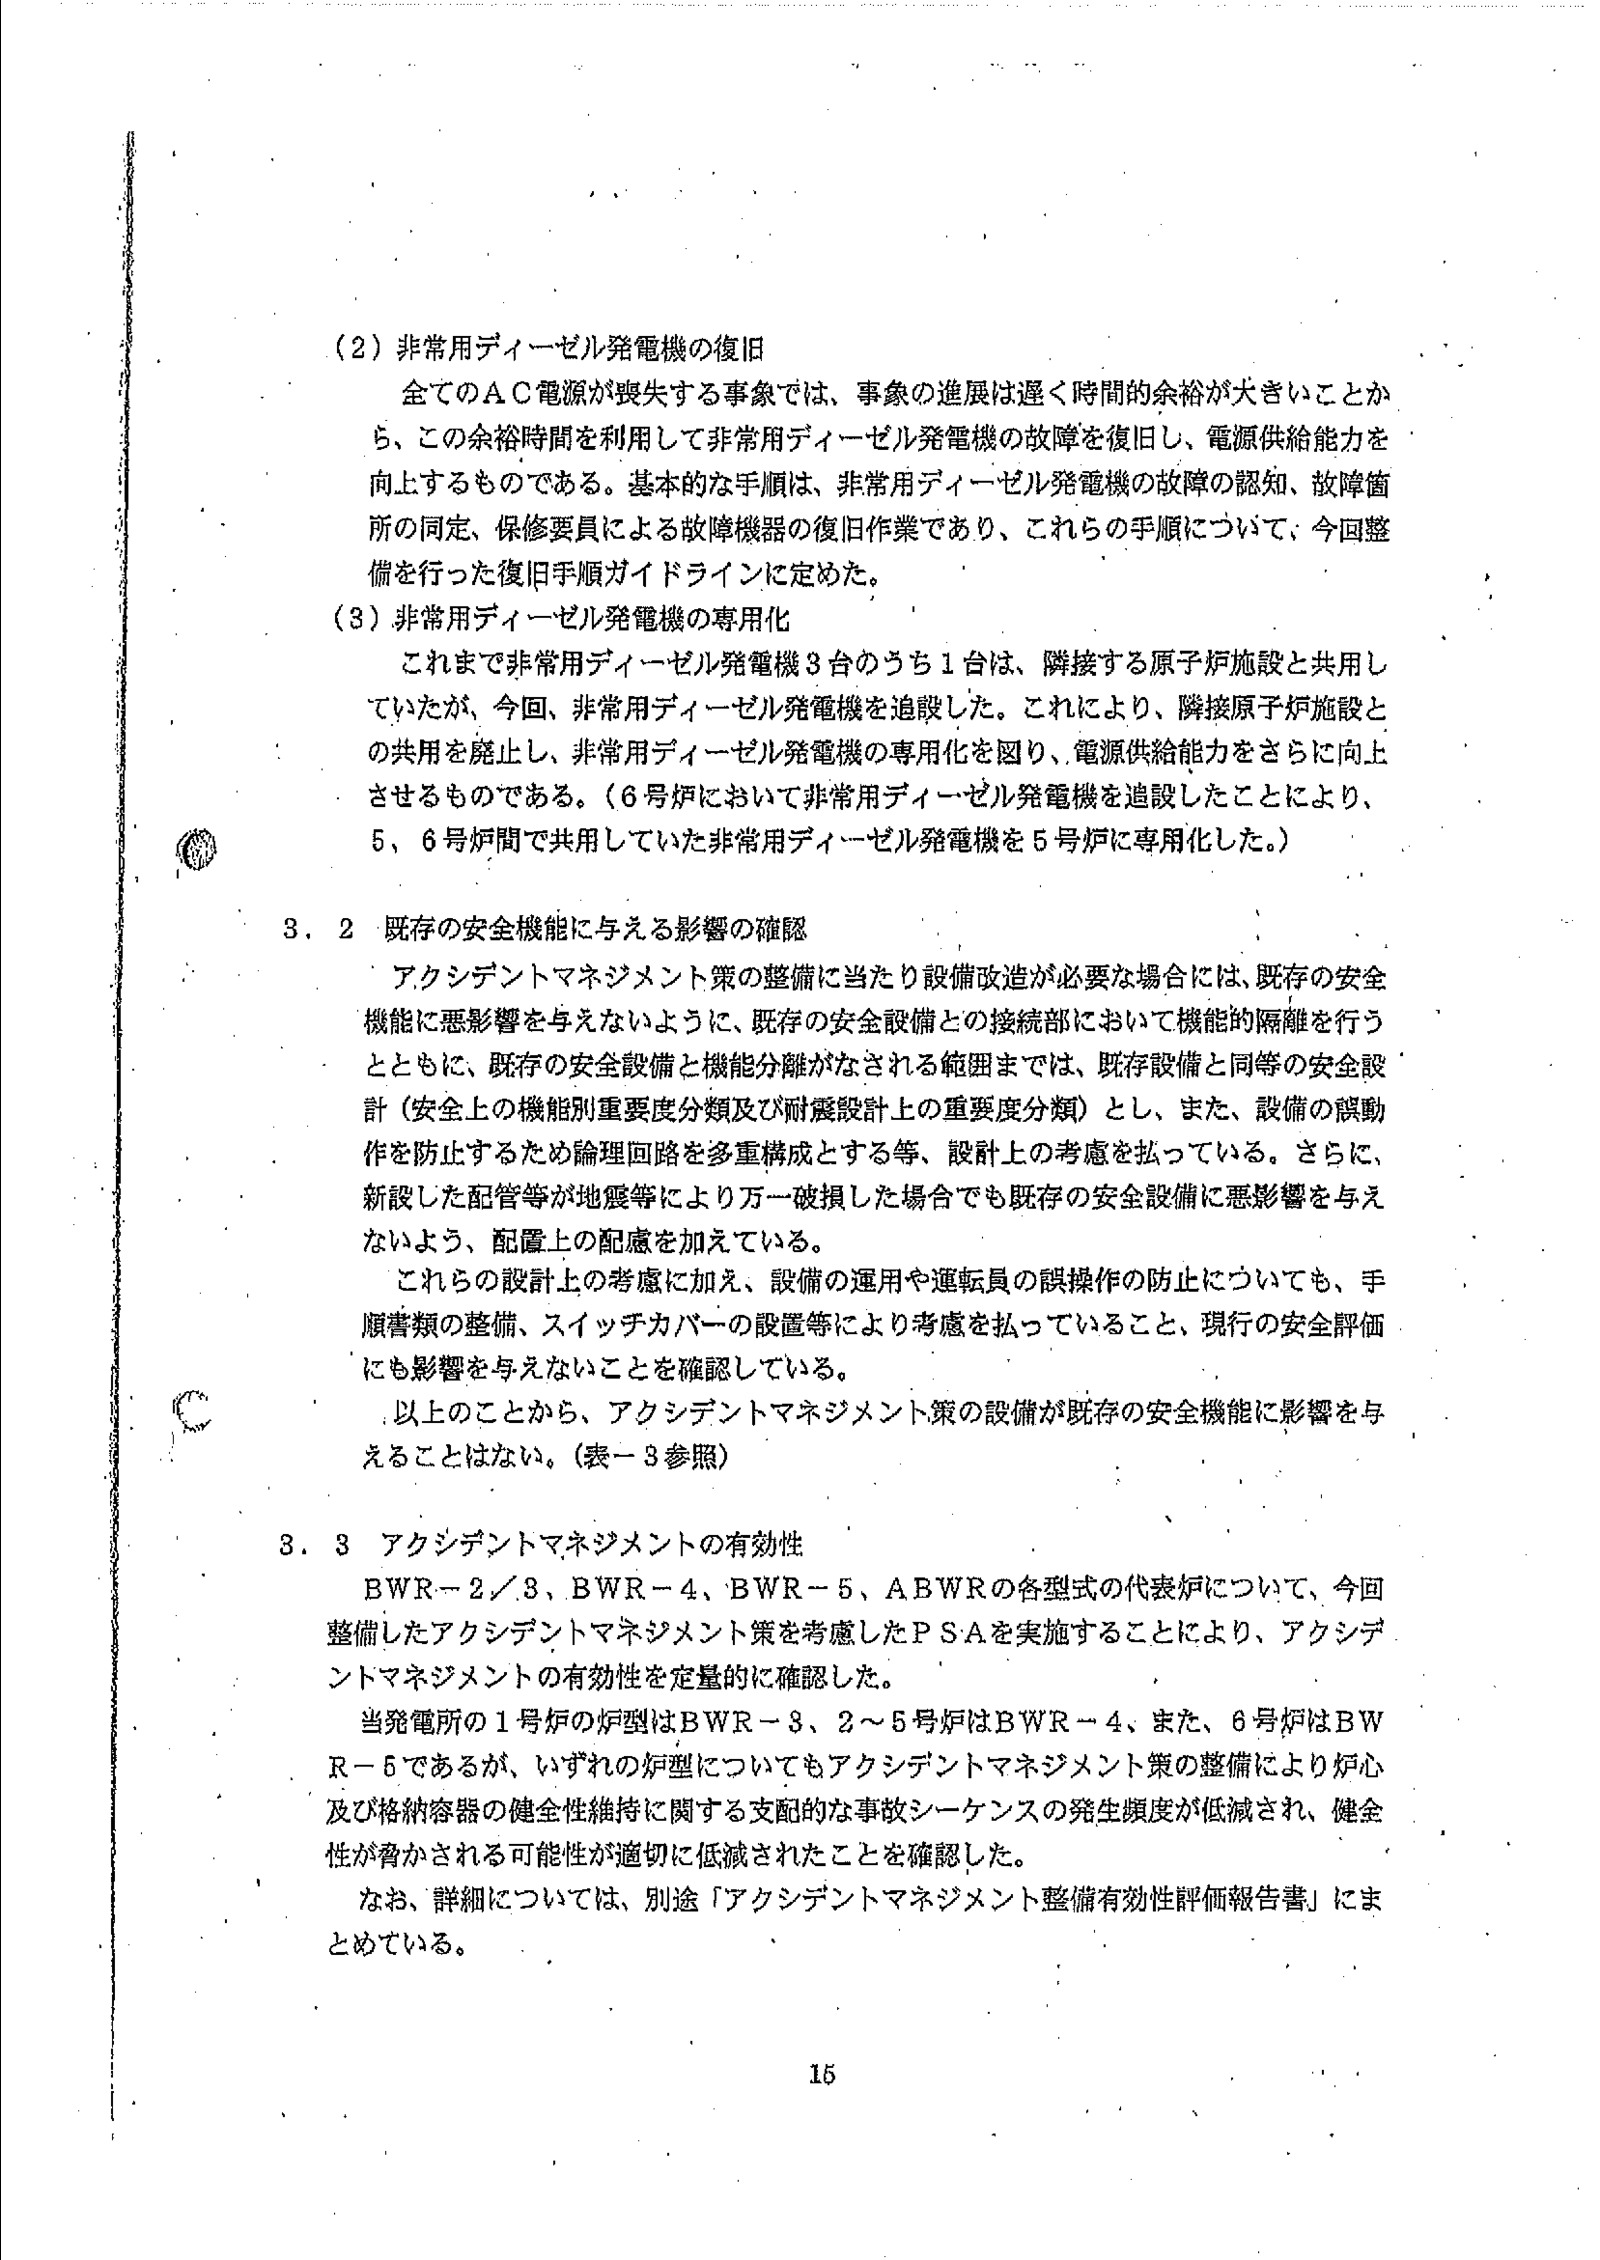 （2）非常用ディーゼル発電機の復旧
全てのＡＣ電源が喪失する事象では、事象の進展は遅く時間的余裕が大きいことか
ら、この余裕時間を利用して非常用ディーゼル発電機の故障を復旧し、電源供給能力を
向上するものである。基本的な手順は、非常用ディーゼル発電機の故障の認知、故障箇
所の同定、保修要員による故障機器の復旧作業であり、これらの手順について、今回整
備を行った復旧手順ガイドラインに定めた。
（3）非常用ディーゼル発電機の専用化
これまで非常用ディーゼル発電機３台のうち１台は、隣接する原子炉施設と共用し
ていたが、今回、非常用ディーゼル発電機を追設した。これにより、隣接原子炉施設と
の共用を廃止し、非常用ディーゼル発電機の専用化を図り、電源供給能力をさらに向上
させるものである。（６号炉において非常用ディーゼル発電機を追設したことにより、
５、６号炉間で共用していた非常用ディーゼル発電機を５号炉に専用化した。）
３．２　既存の安全機能に与える影響の確認
アクシデントマネジメント策の整備に当たり設備改造が必要な場合には、既存の安全
機能に悪影響を与えないように、既存の安全設備との接続部において機能的隔離を行う
とともに、既存の安全設備と機能分離がなされる範囲までは、既存設備と同等の安全設
計（安全上の機能別重要度分類及び耐震設計上の重要度分類）とし、また、設備の誤動
作を防止するため論理回路を多重構成とする等、設計上の考慮を払っている。さらに、
新設した配管等が地震等により万一破損した場合でも既存の安全設備に悪影響を与え
ないよう、配置上の配慮を加えている。
これらの設計上の考慮に加え、設備の運用や運転員の誤操作の防止についても、手
順書類の整備、スイッチカバーの設置等により考慮を払っていること、現行の安全評価
にも影響を与えないことを確認している。
以上のことから、アクシデントマネジメント策の設備が既存の安全機能に影響を与
えることはない。（表－３参照）
３．３　アクシデントマネジメントの有効性
ＢＷＲ－２／３、ＢＷＲ－４、ＢＷＲ－５、ＡＢＷＲの各型式の代表炉について、今回
整備したアクシデントマネジメント策を考慮したＰＳＡを実施することにより、アクシデ
ントマネジメントの有効性を定量的に確認した。
当発電所の１号炉の炉型はＢＷＲ－３、２～５号炉はＢＷＲ－４、また、６号炉はＢＷ
Ｒ－５であるが、いずれの炉型についてもアクシデントマネジメント策の整備により炉心
及び格納容器の健全性維持に関する支配的な事故シーケンスの発生頻度が低減され、健全
性が脅かされる可能性が適切に低減されたことを確認した。
なお、詳細については、別途「アクシデントマネジメント整備有効性評価報告書」にま
とめている。
15